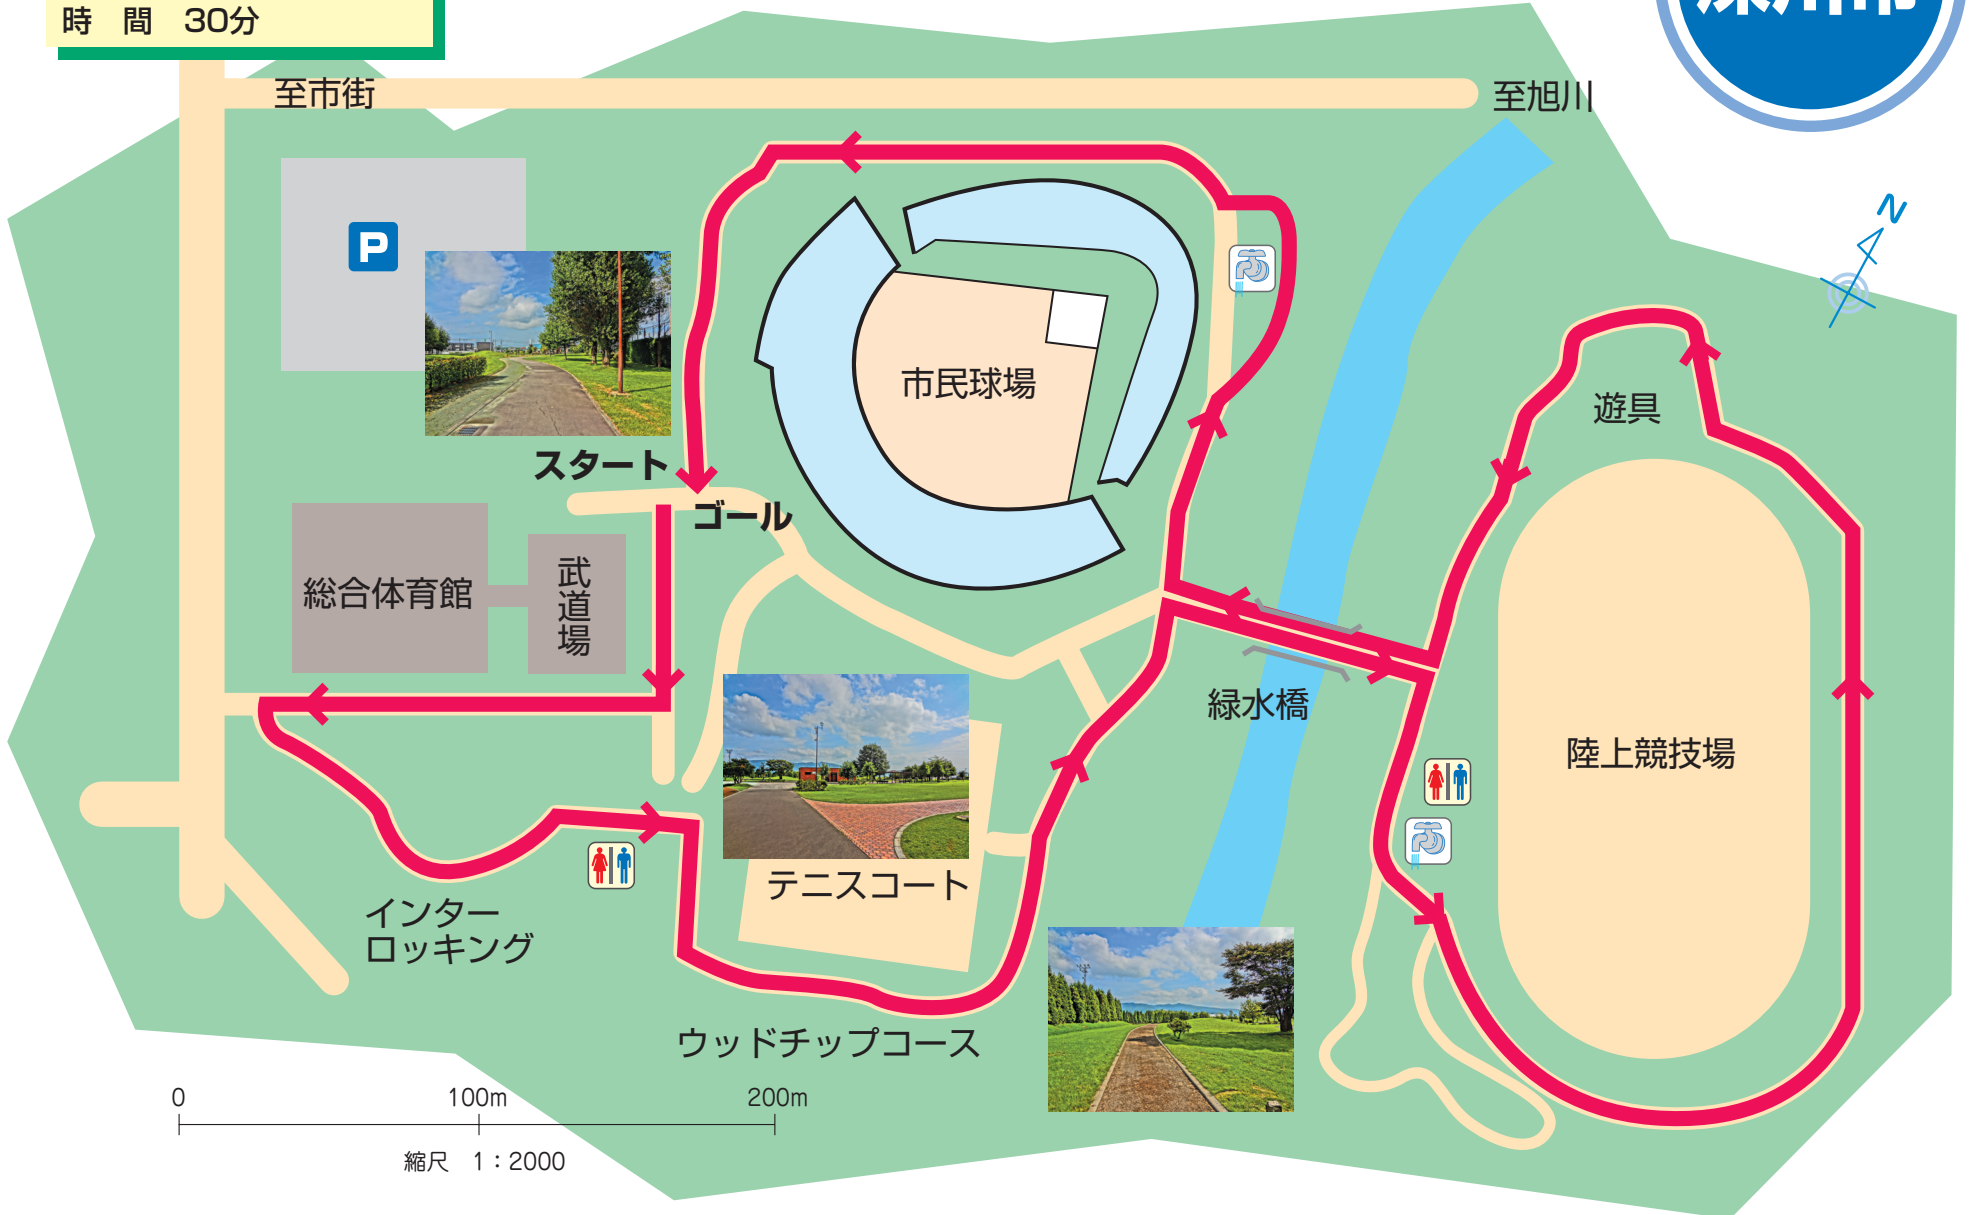 時　間　30分
至市街
至旭川
N
P
スタート
ゴール
市民球場
遊具
総合体育館
武道場
緑水橋
陸上競技場
テニスコート
インター
ロッキング
ウッドチップコース
0　100m　200m
縮尺　1：2000